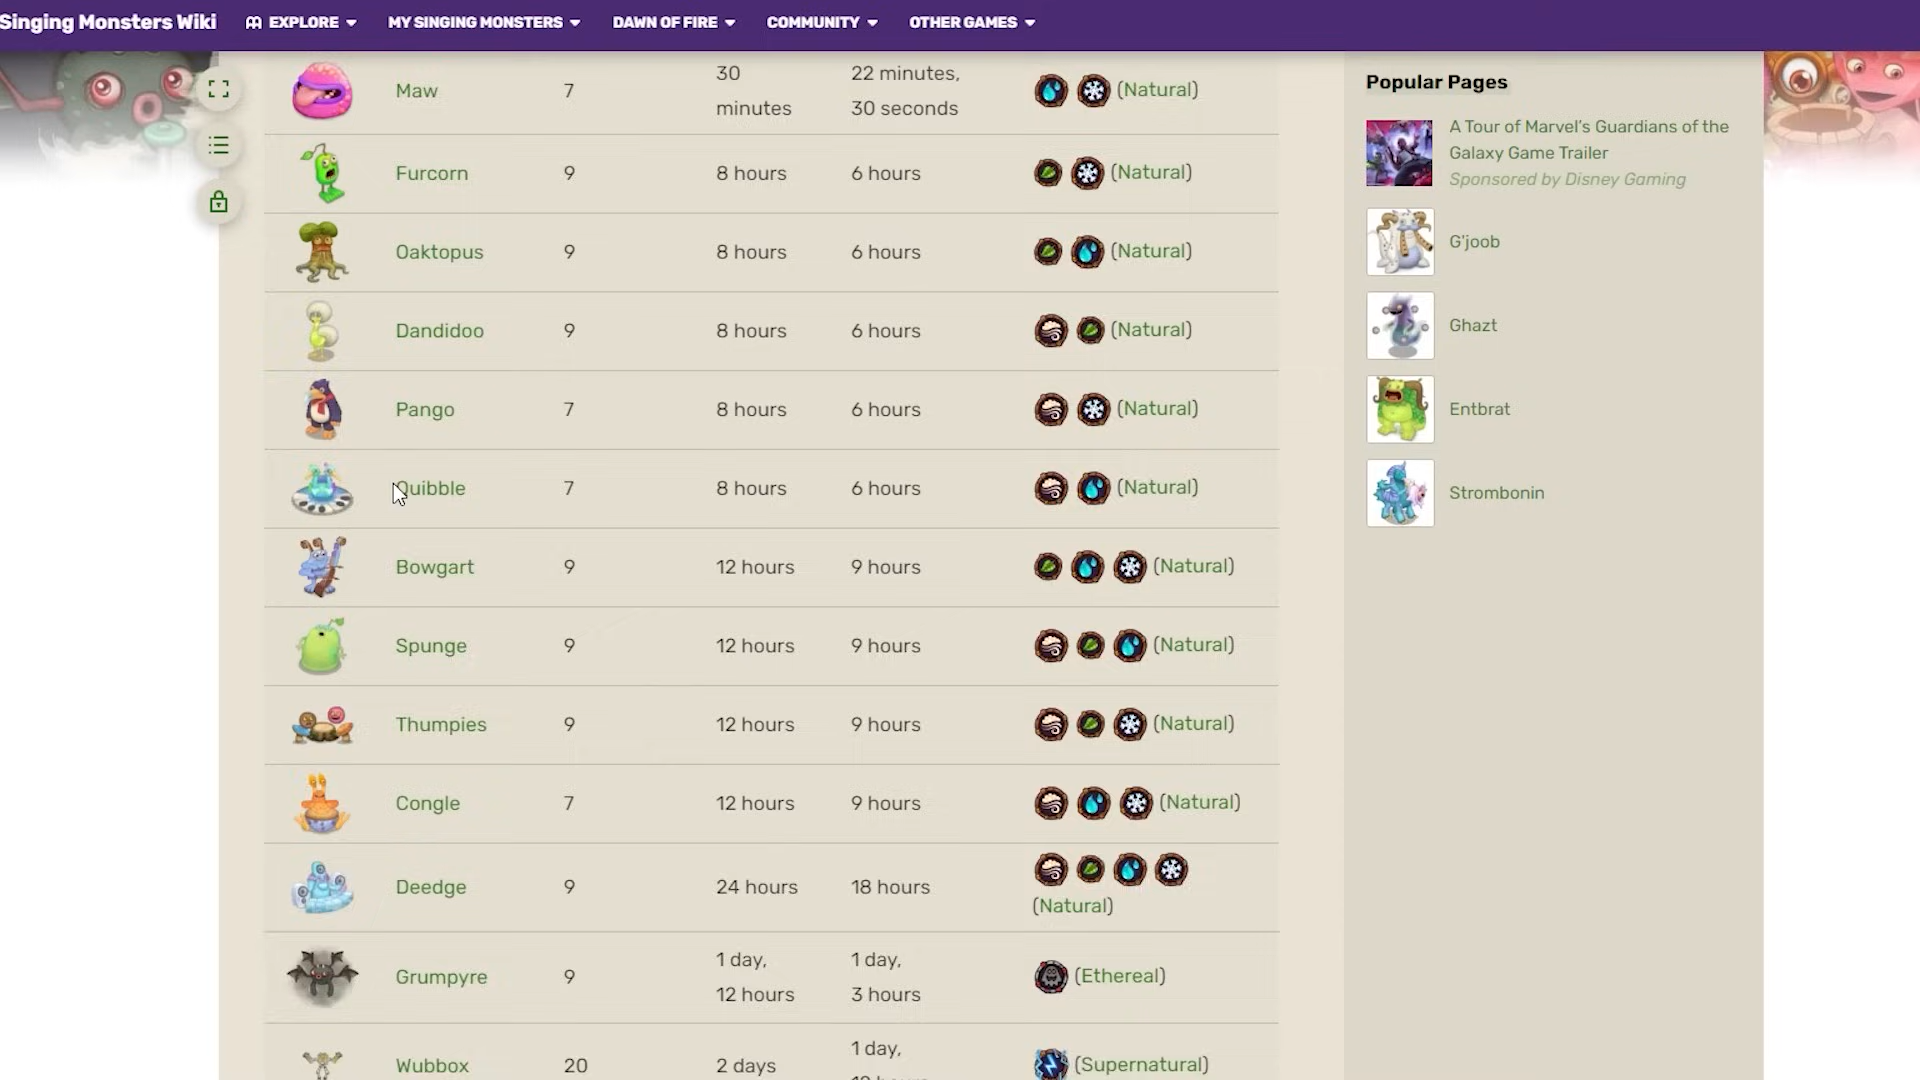 Singing Monsters Wiki EXPLORE MY SINGING MONSTERS DAWN OF FIRE COMMUNITY OTHER GAMES
Maw 7 30 minutes 22 minutes, 30 seconds (Natural)
Furcorn 9 8 hours 6 hours (Natural)
Oaktopus 9 8 hours 6 hours (Natural)
Dandidoo 9 8 hours 6 hours (Natural)
Pango 7 8 hours 6 hours (Natural)
Quibble 7 8 hours 6 hours (Natural)
Bowgart 9 12 hours 9 hours (Natural)
Spunge 9 12 hours 9 hours (Natural)
Thumpies 9 12 hours 9 hours (Natural)
Congle 7 12 hours 9 hours (Natural)
Deedge 9 24 hours 18 hours (Natural)
Grumpyre 9 1 day, 12 hours 1 day, 3 hours (Ethereal)
Wubbox 20 2 days 1 day, (Supernatural)
Popular Pages
A Tour of Marvel's Guardians of the
Galaxy Game Trailer
Sponsored by Disney Gaming
G'joob
Ghazt
Entbrat
Strombonin